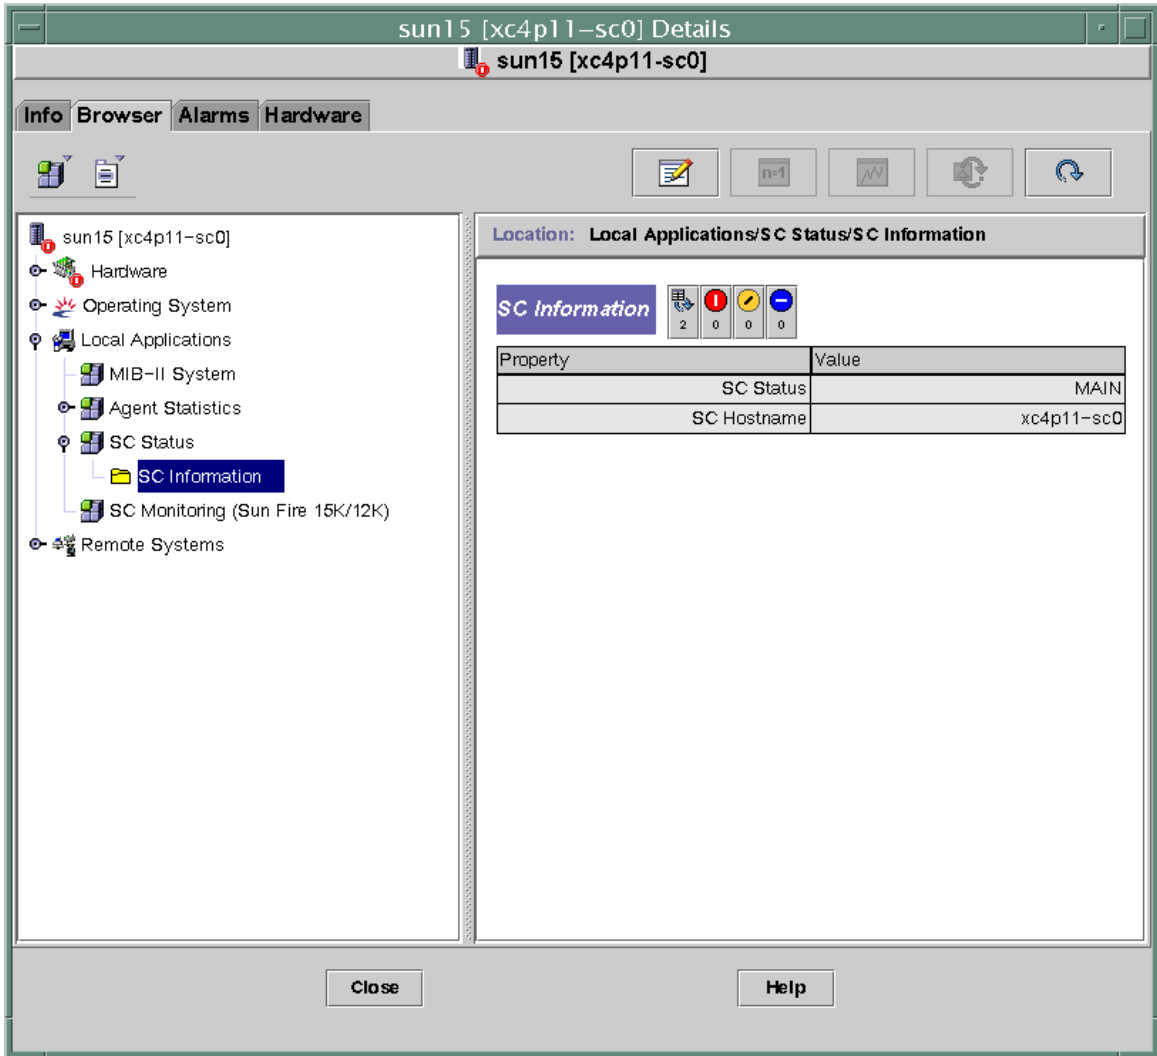 sun15 [xc4p11-sc0] Details
sun15 [xc4p11-sc0]
Info Browser Alarms Hardware
n=1
sun15 [xc4p11-sc0]
Hardware
Operating System
Local Applications
MIB-II System
Agent Statistics
SC Status
SC Information
SC Monitoring (Sun Fire 15K/12K)
Remote Systems
Location: Local Applications/SC Status/SC Information
SC Information 2 0 0 0
Property Value
SC Status MAIN
SC Hostname xc4p11-sc0
Close Help